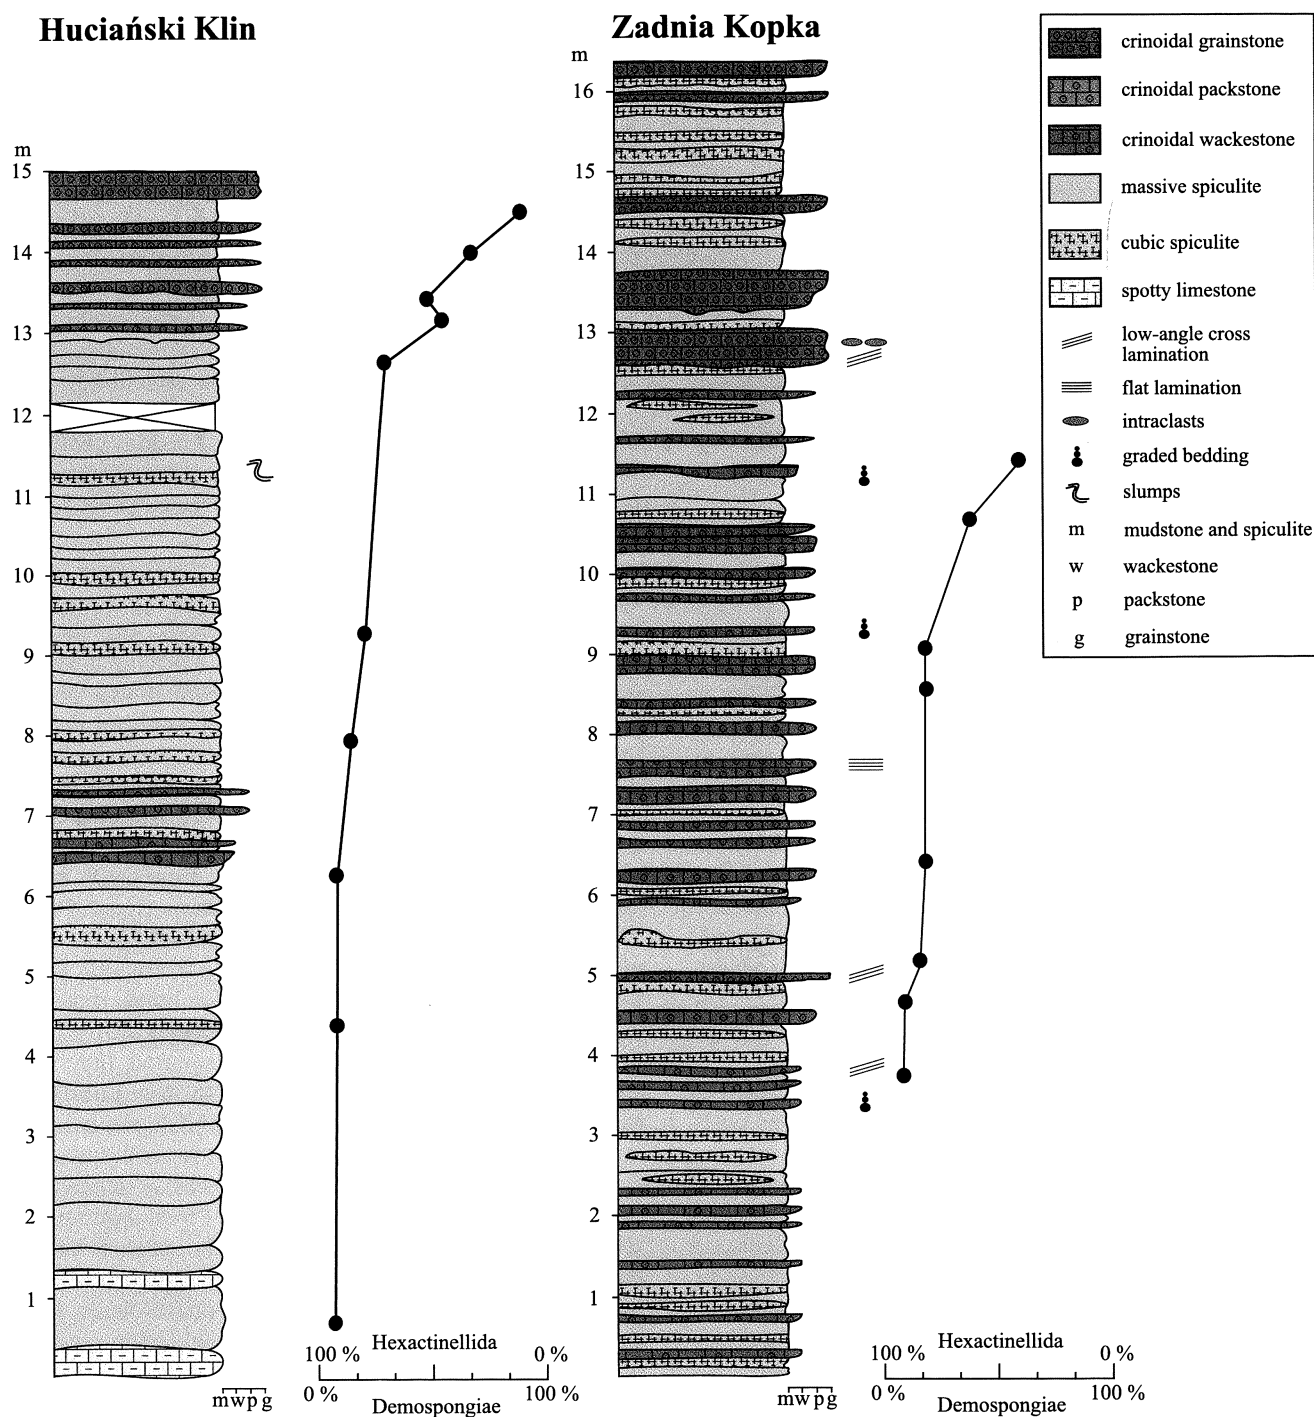 Huciański Klin
Zadnia Kopka
m
15
14
13
12
11
10
9
8
7
6
5
4
3
2
1
m w p g
Hexactinellida
100 %
0 %
0 %
100 %
Demospongiae
m
16
15
14
13
12
11
10
9
8
7
6
5
4
3
2
1
m w p g
Hexactinellida
100 %
0 %
0 %
100 %
Demospongiae
crinoidal grainstone
crinoidal packstone
crinoidal wackestone
massive spiculite
cubic spiculite
spotty limestone
low-angle cross
lamination
flat lamination
intraclasts
graded bedding
slumps
m mudstone and spiculite
w wackestone
p packstone
g grainstone